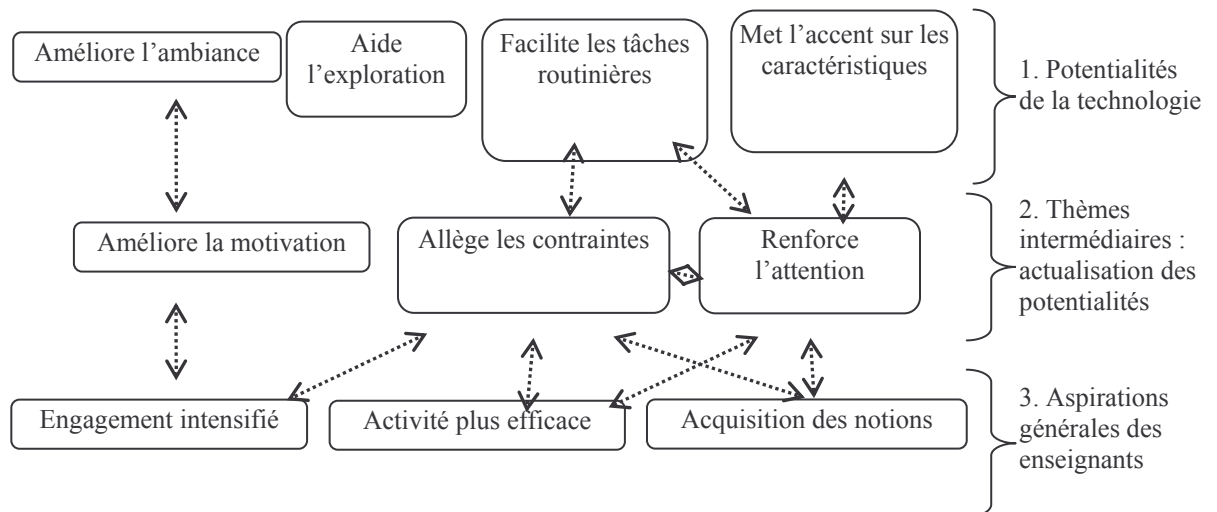 Améliore l’ambiance
Aide
l’exploration
Facilite les tâches
routinières
Met l’accent sur les
caractéristiques
1. Potentialités
de la technologie
Améliore la motivation
Allège les contraintes
Renforce
l’attention
2. Thèmes
intermédiaires :
actualisation des
potentialités
Engagement intensifié
Activité plus efficace
Acquisition des notions
3. Aspirations
générales des
enseignants